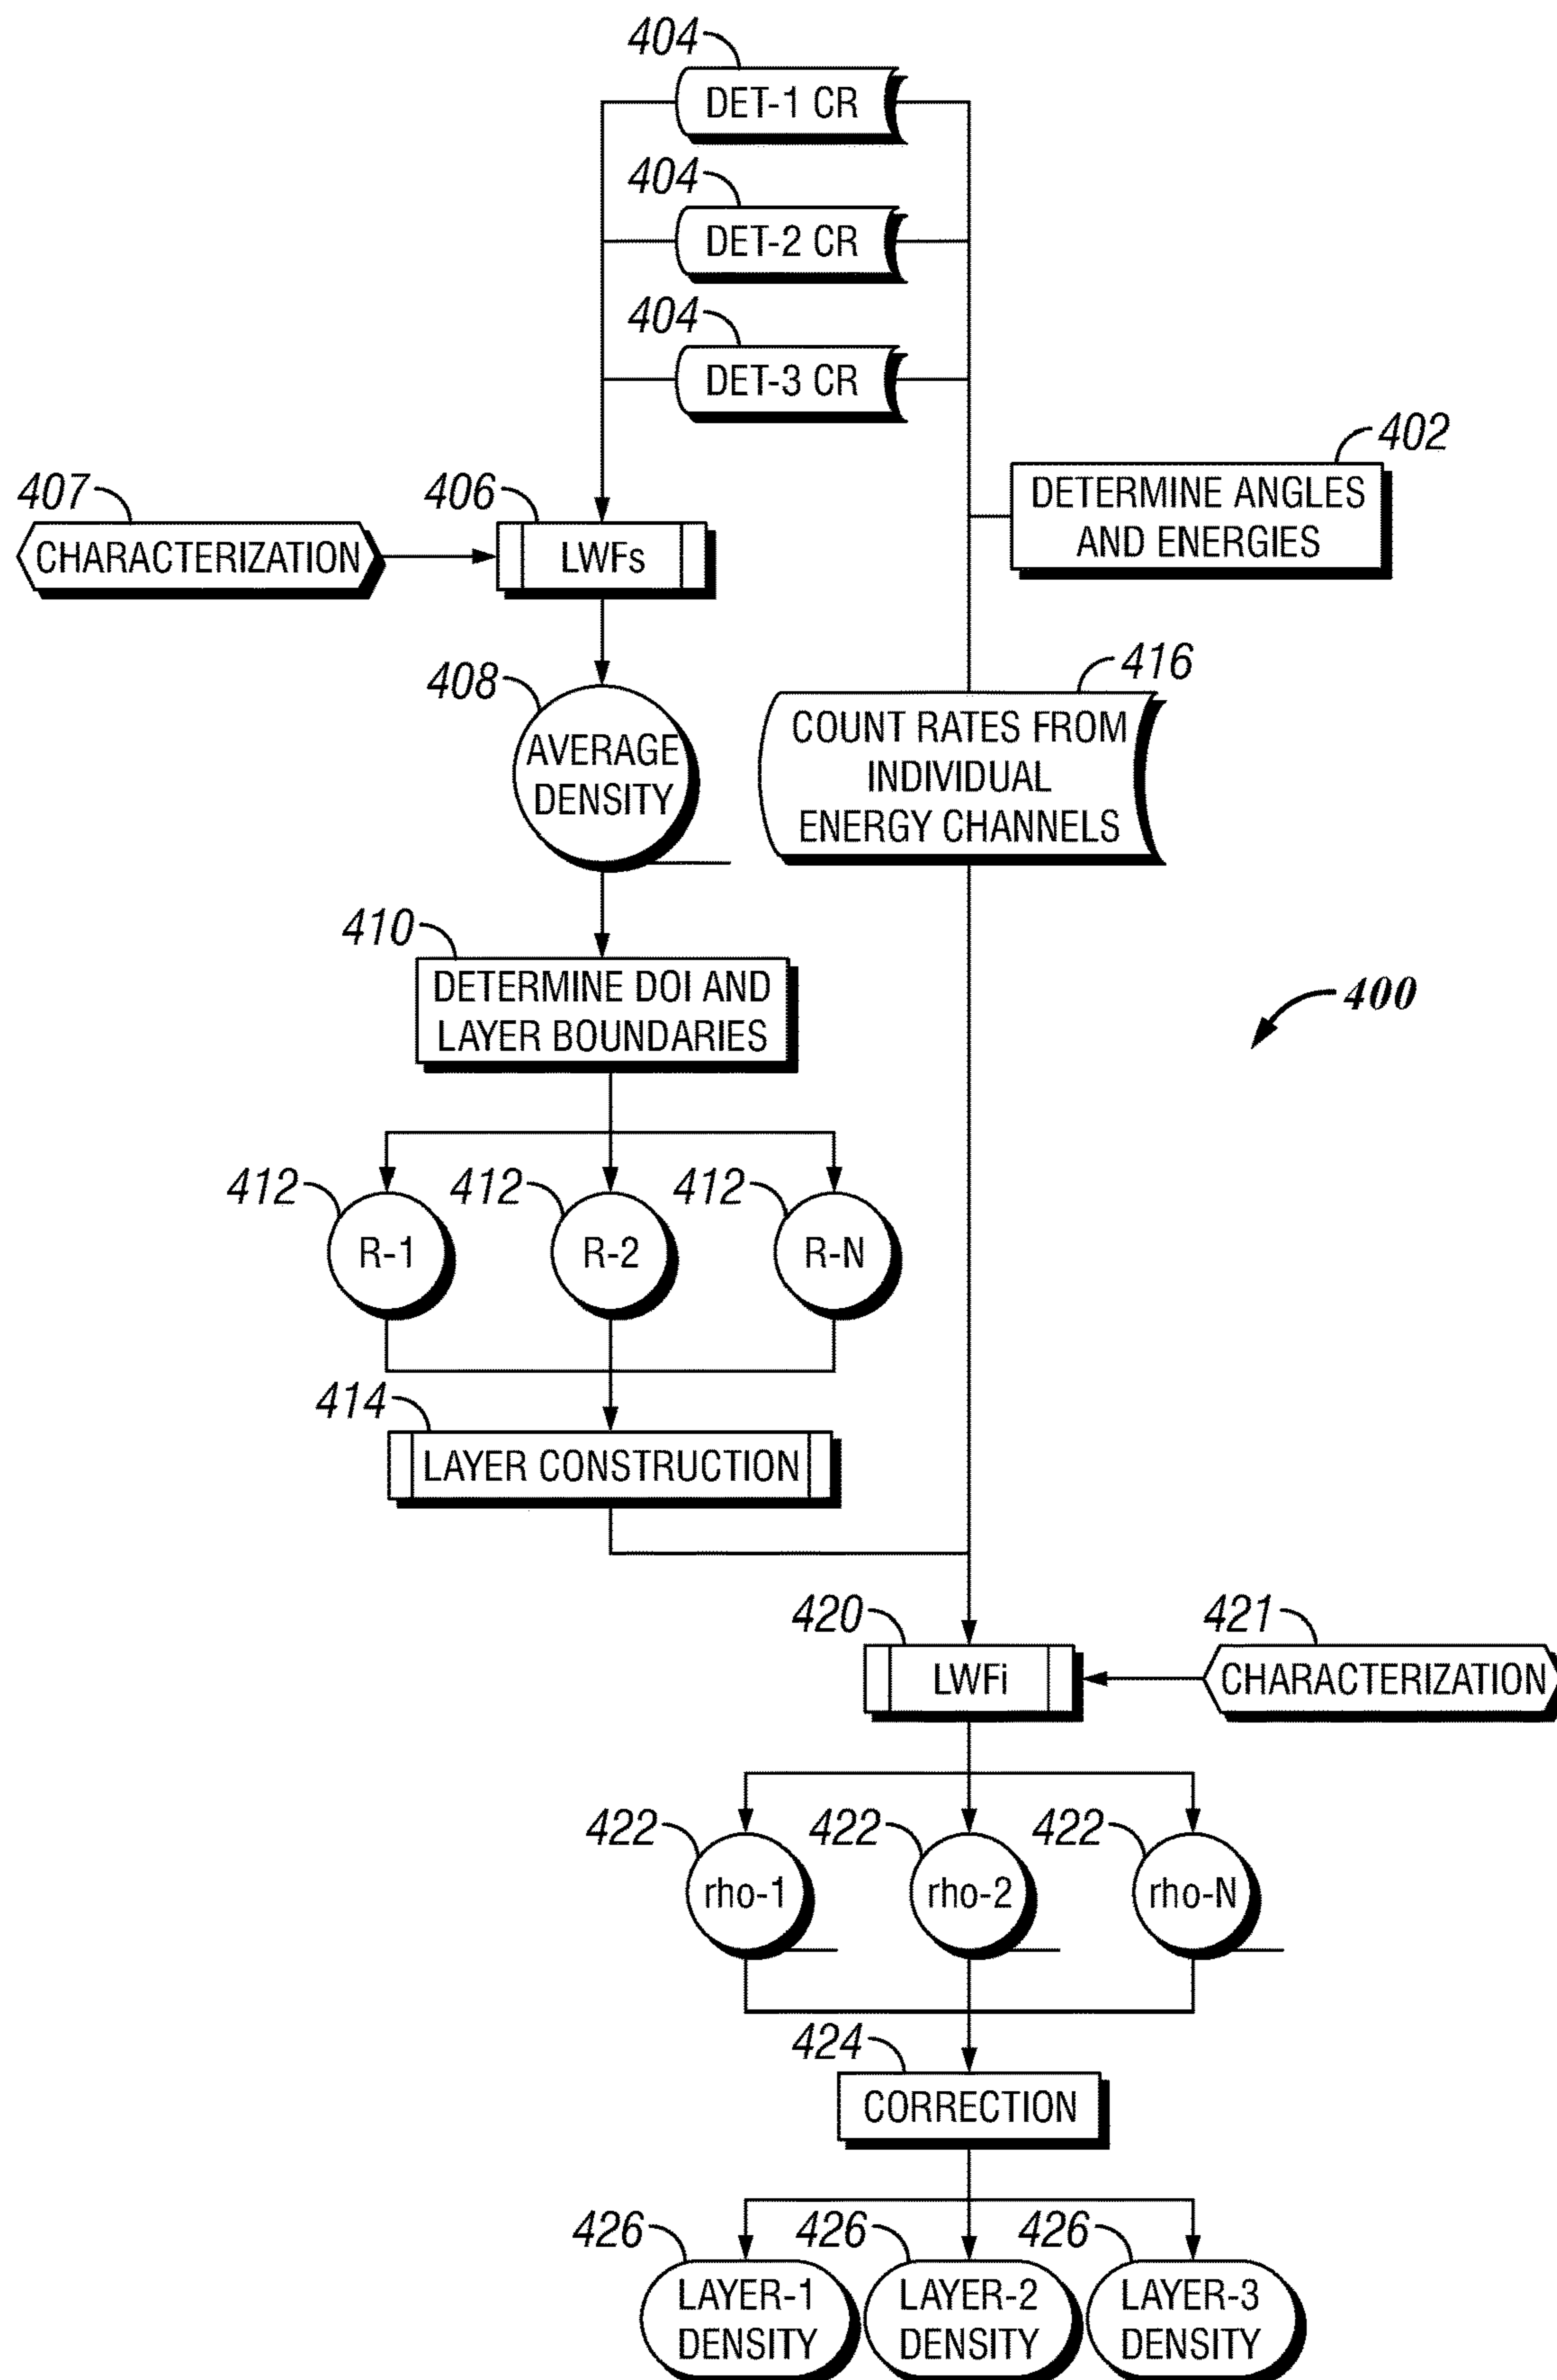 404
DET-1 CR
404
DET-2 CR
404
DET-3 CR
402
DETERMINE ANGLES
AND ENERGIES
407
CHARACTERIZATION
406
LWFs
408
AVERAGE
DENSITY
416
COUNT RATES FROM
INDIVIDUAL
ENERGY CHANNELS
410
DETERMINE DOI AND
LAYER BOUNDARIES
400
412
R-1
412
R-2
412
R-N
414
LAYER CONSTRUCTION
420
LWFi
421
CHARACTERIZATION
422
rho-1
422
rho-2
422
rho-N
424
CORRECTION
426
LAYER-1
DENSITY
426
LAYER-2
DENSITY
426
LAYER-3
DENSITY